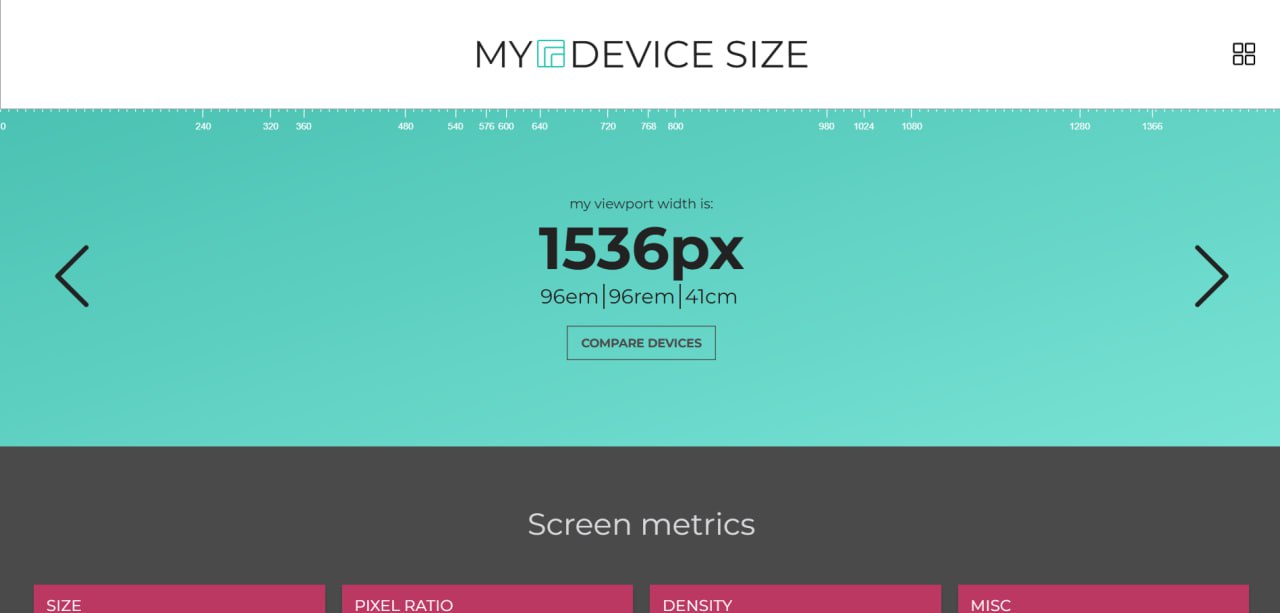 MY DEVICE SIZE
0 240 320 360 480 540 576 600 640 720 768 800 980 1024 1080 1280 1366
my viewport width is:
1536px
96em|96rem|41cm
COMPARE DEVICES
Screen metrics
SIZE PIXEL RATIO DENSITY MISC